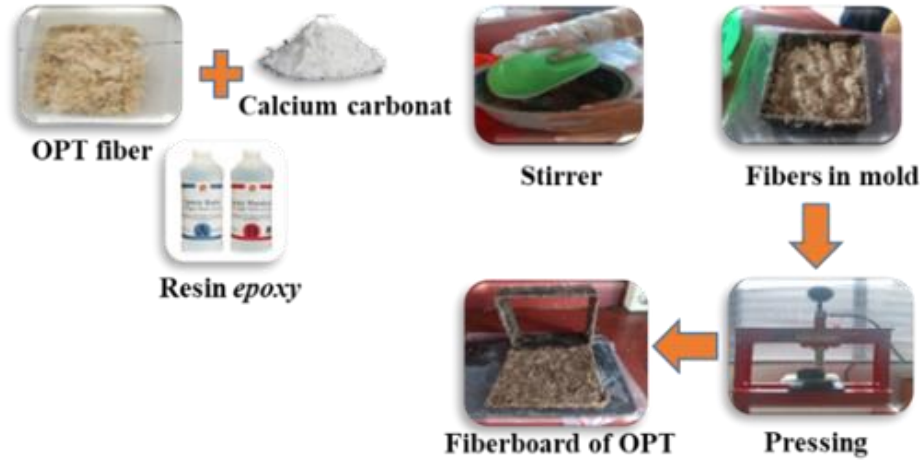 OPT fiber
Calcium carbonat
Resin epoxy
Stirrer
Fibers in mold
Pressing
Fiberboard of OPT